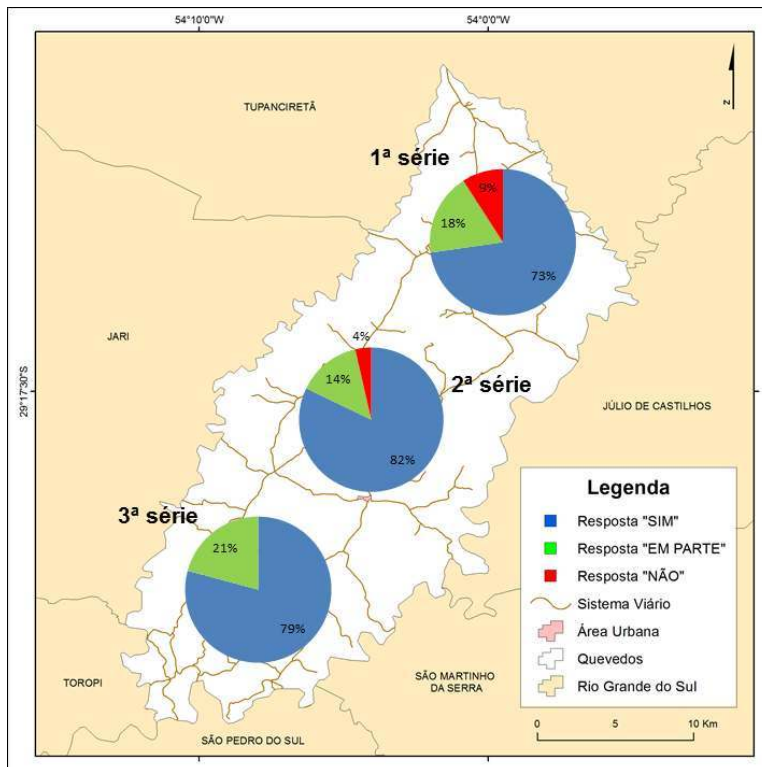 54°10'0"W
54°0'0"W
TUPANCIRETÃ
N
1ª série
9%
18%
73%
JARI
4%
14%
2ª série
82%
29°17'30"S
JÚLIO DE CASTILHOS
3ª série
21%
79%
TOROPI
SÃO MARTINHO
DA SERRA
SÃO PEDRO DO SUL
Legenda
Resposta "SIM"
Resposta "EM PARTE"
Resposta "NÃO"
Sistema Viário
Área Urbana
Quevedos
Rio Grande do Sul
0 5 10 Km